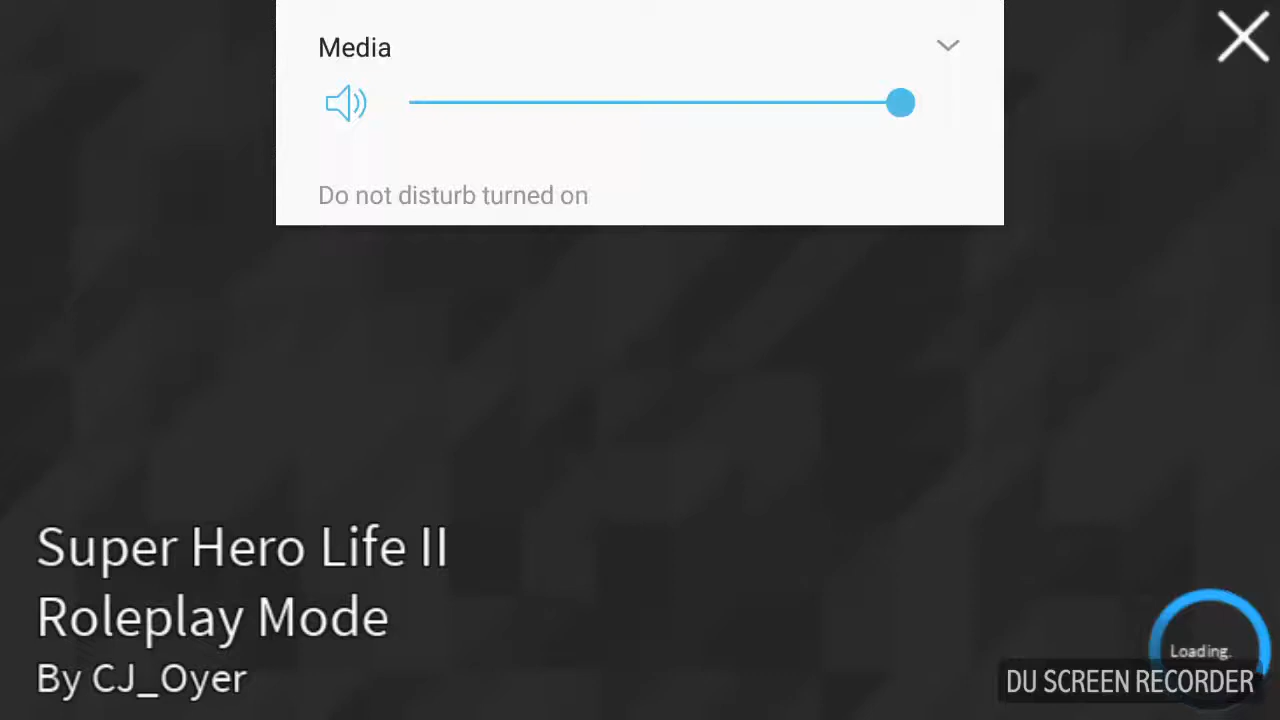 Media
Do not disturb turned on
Super Hero Life II
Roleplay Mode
By CJ_Oyer
Loading.
DU SCREEN RECORDER